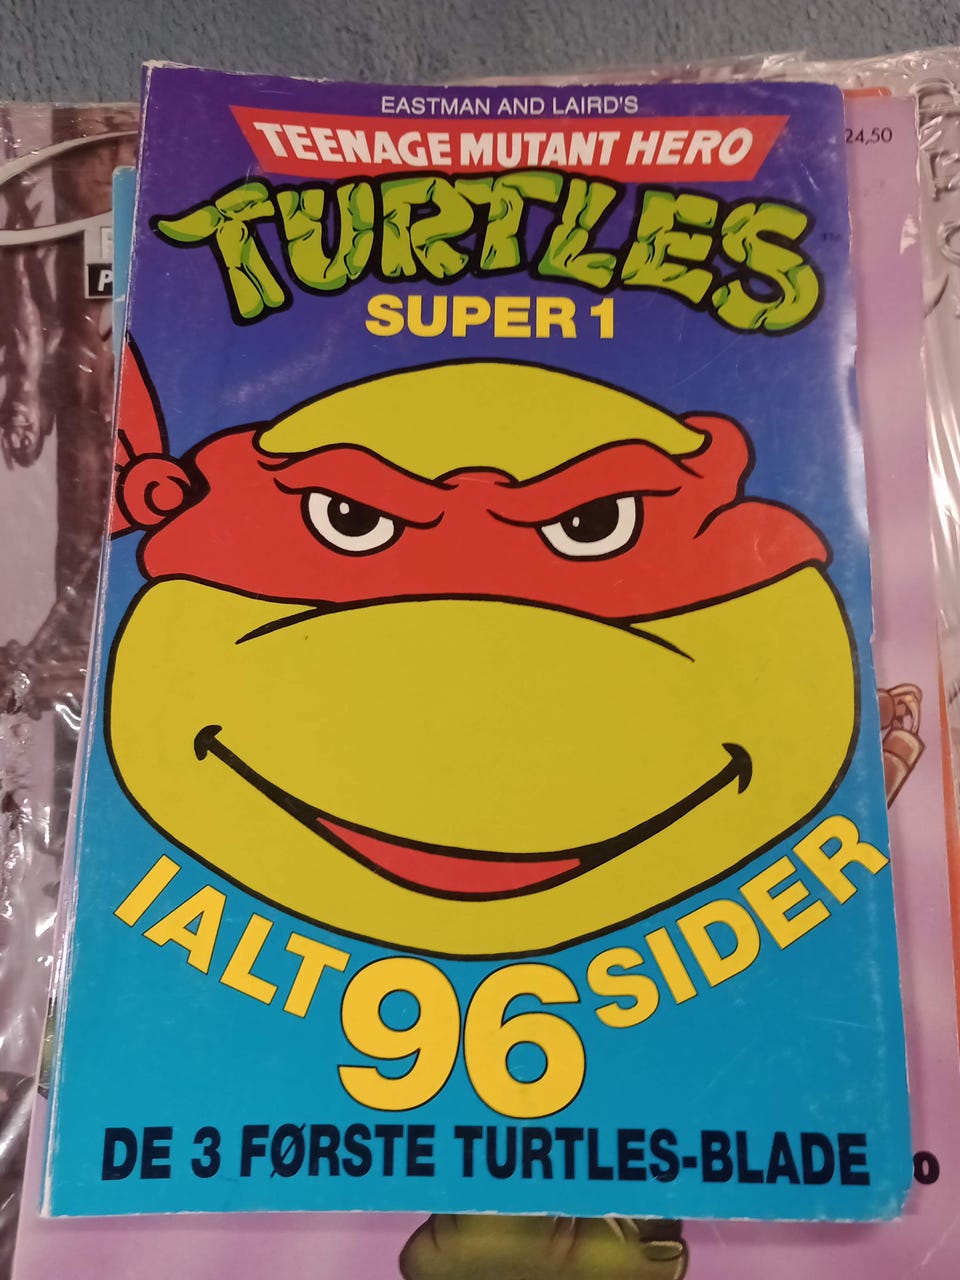 EASTMAN AND LAIRD'S
TEENAGE MUTANT HERO
TURTLES
SUPER 1
24,50
IALT 96 SIDER
DE 3 FØRSTE TURTLES-BLADE